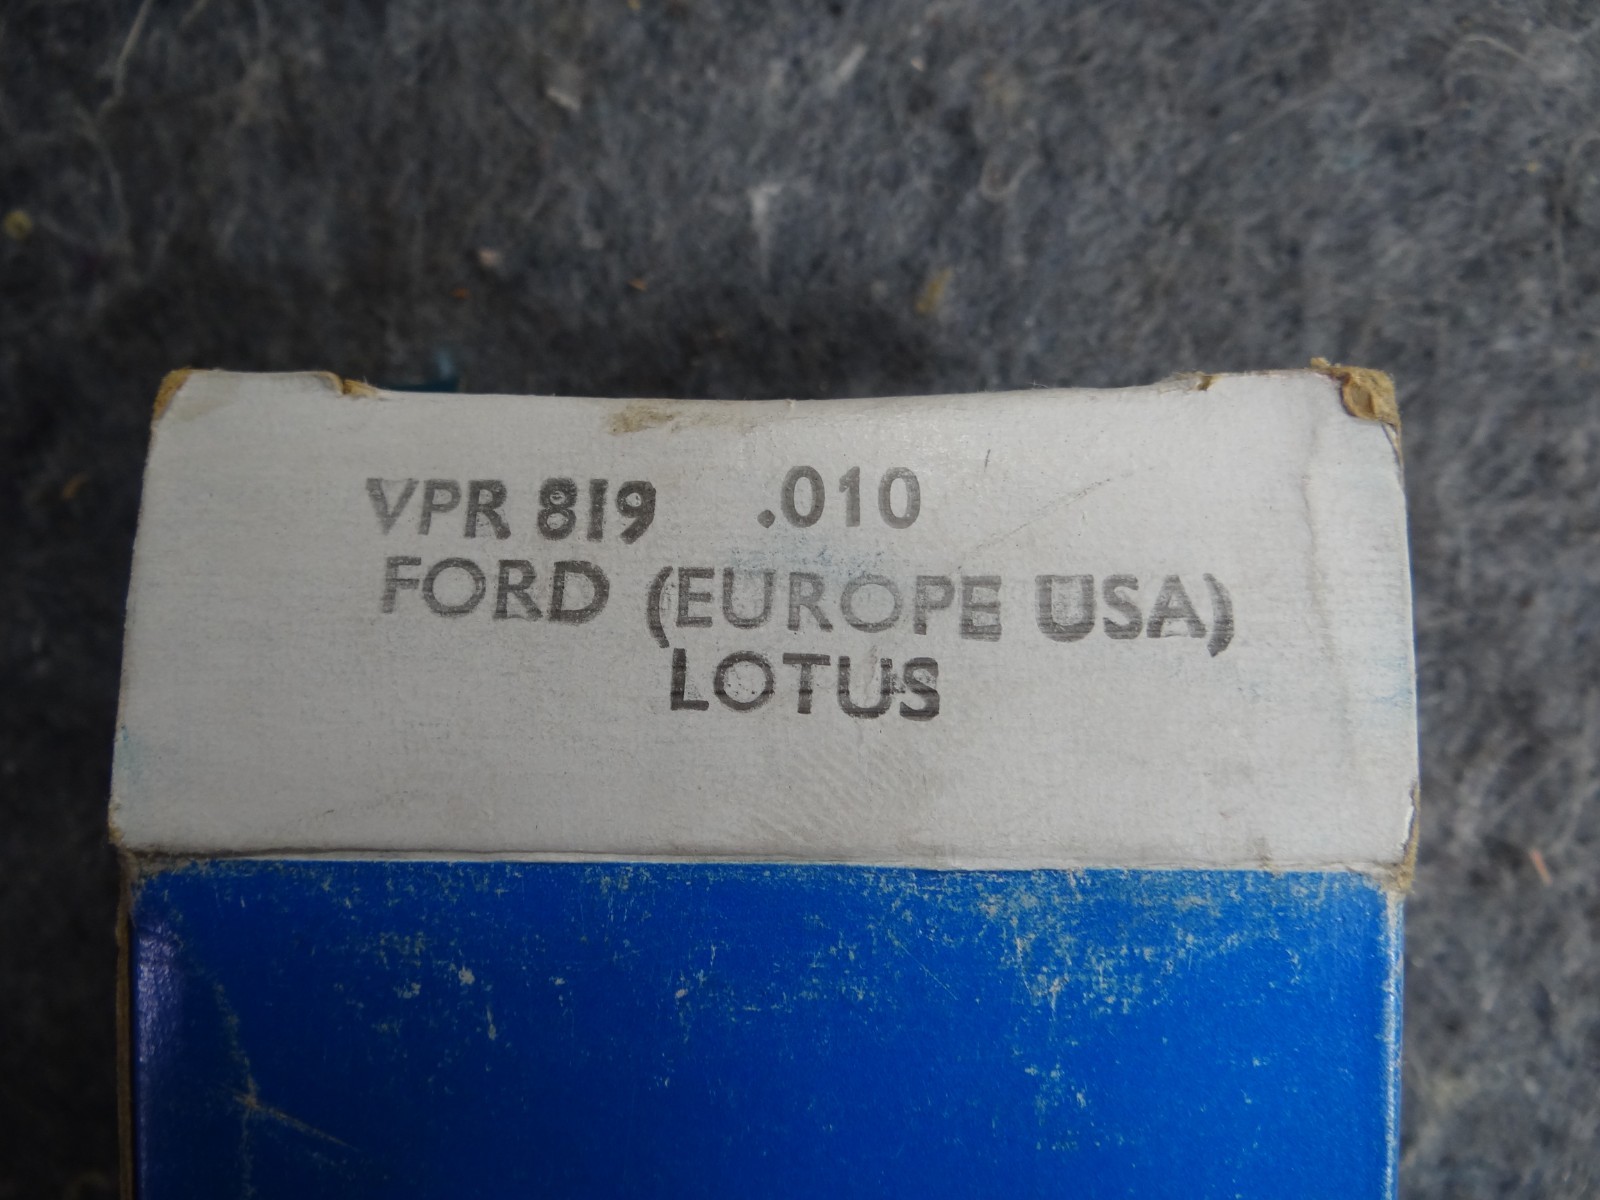 VPR 819 .010
FORD (EUROPE USA)
LOTUS